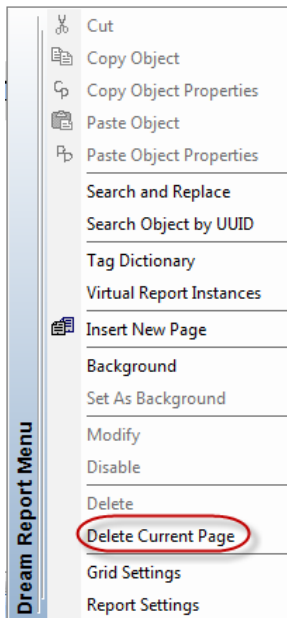 Cut
Copy Object
Copy Object Properties
Paste Object
Paste Object Properties
Search and Replace
Search Object by UUID
Tag Dictionary
Virtual Report Instances
Insert New Page
Background
Set As Background
Modify
Disable
Delete
Delete Current Page
Grid Settings
Report Settings
Dream Report Menu